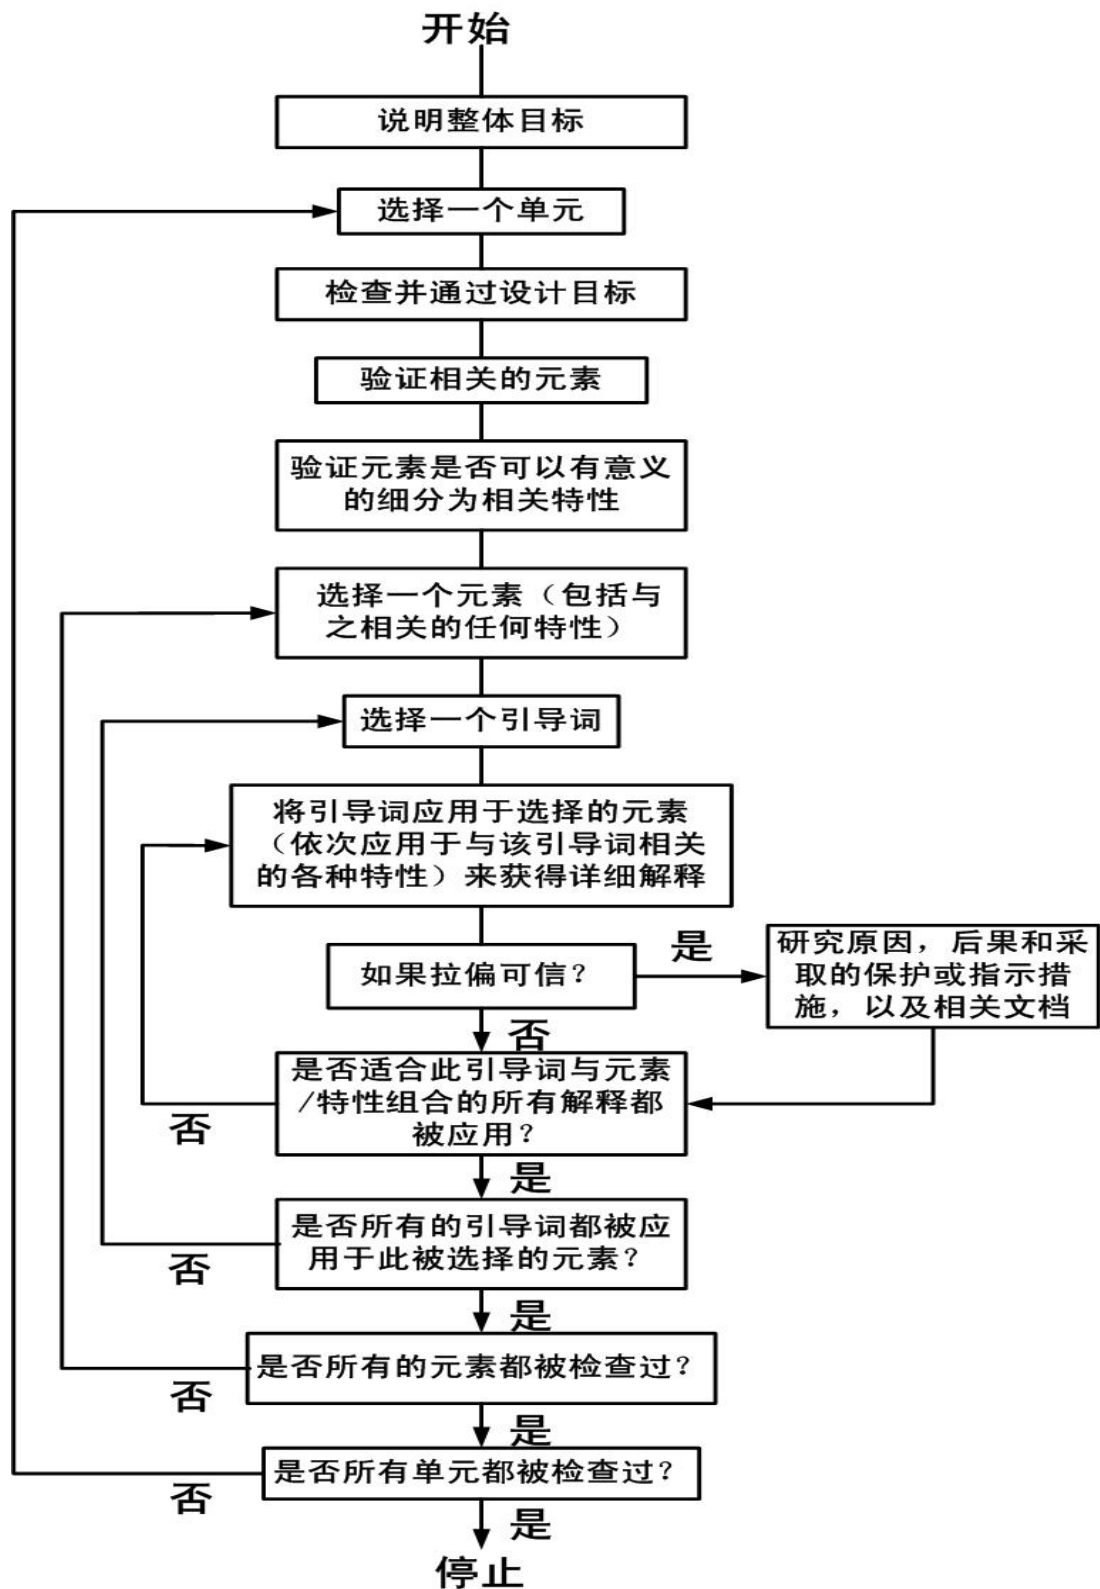 开始
说明整体目标
选择一个单元
检查并通过设计目标
验证相关的元素
验证元素是否可以有意义
的细分为相关特性
选择一个元素（包括与
之相关的任何特性）
选择一个引导词
将引导词应用于选择的元素
（依次应用于与该引导词相关
的各种特性）来获得详细解释
如果拉偏可信？
是
研究原因，后果和采
取的保护或指示措
施，以及相关文档
否
是否适合此引导词与元素
/特性组合的所有解释都
被应用？
否
是
是否所有的引导词都被应
用于此被选择的元素？
否
是
是否所有的元素都被检查过？
否
是
是否所有单元都被检查过？
否
是
停止